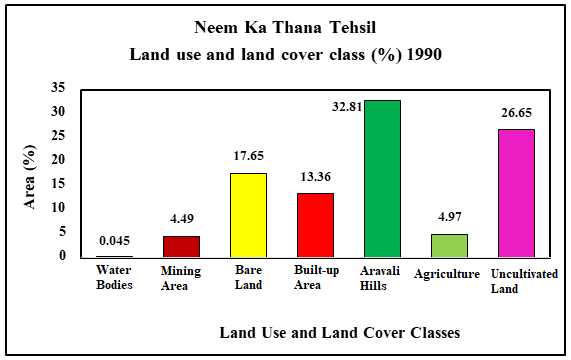 Neem Ka Thana Tehsil
Land use and land cover class (%) 1990
Area (%)
35
30
25
20
15
10
5
0
0.045
4.49
17.65
13.36
32.81
4.97
26.65
Water
Bodies
Mining
Area
Bare
Land
Built-up
Area
Aravali
Hills
Agriculture
Uncultivated
Land
Land Use and Land Cover Classes